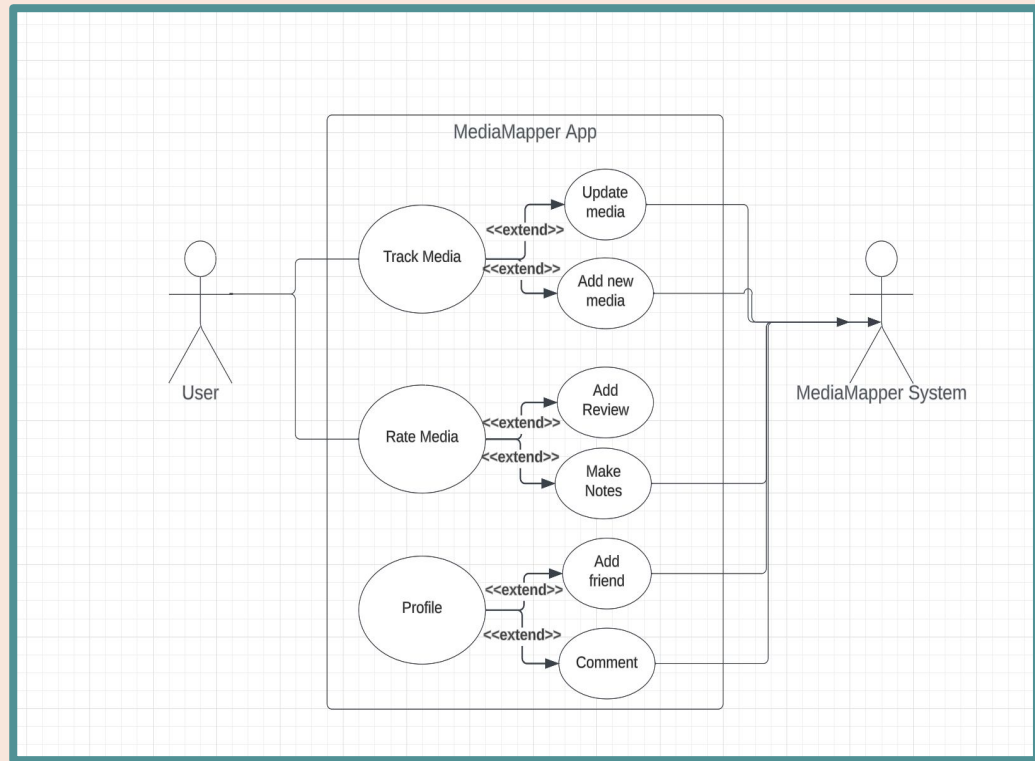 MediaMapper App
Update
media
<<extend>>
Track Media
<<extend>>
Add new
media
User
MediaMapper System
Add
Review
<<extend>>
Rate Media
<<extend>>
Make
Notes
Add
friend
<<extend>>
Profile
<<extend>>
Comment